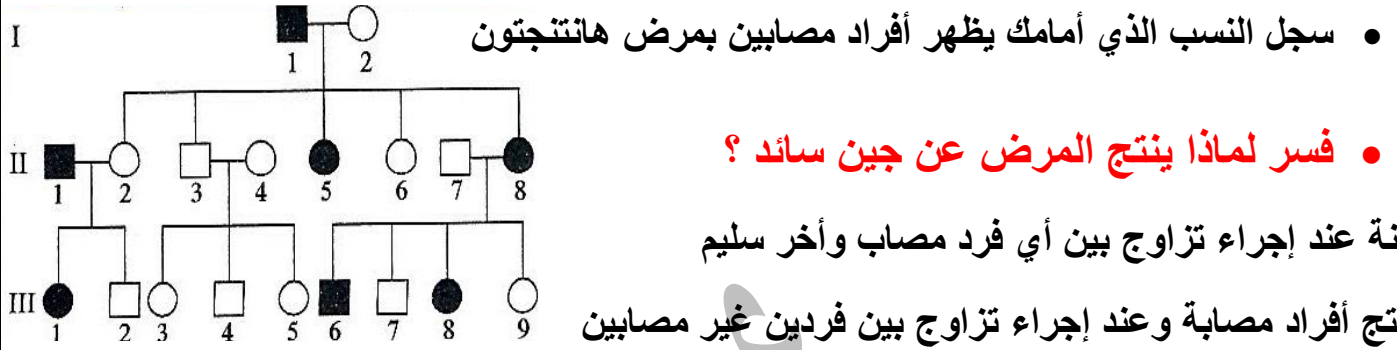 سجل النسب الذي أمامك يظهر أفراد مصابين بمرض هانتنجتون
فسر لماذا ينتج المرض عن جين سائد ؟
نة عند إجراء تزاوج بين أي فرد مصاب وأخر سليم
تج أفراد مصابة وعند إجراء تزاوج بين فردين غير مصابين
I
1 2
II
1 2 3 4 5 6 7 8
III
1 2 3 4 5 6 7 8 9